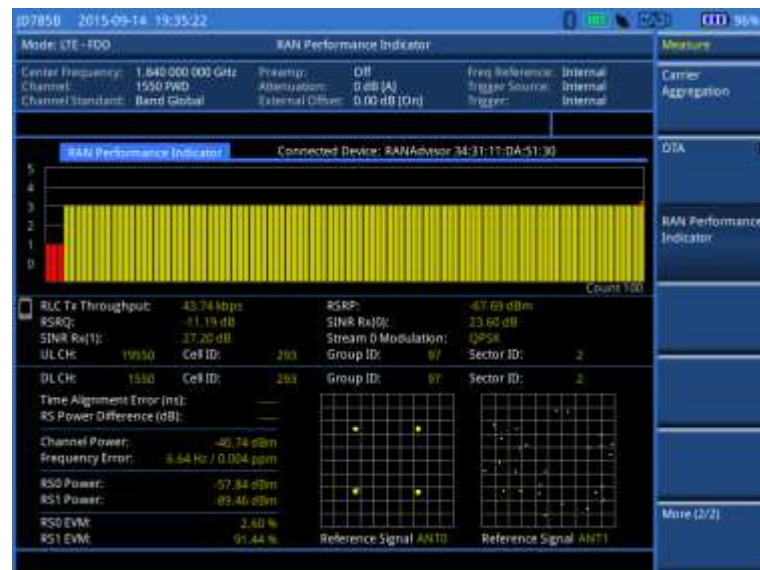 JD785B 2015-09-14 19:35:22 96%
Mode: LTE - FDD RAN Performance Indicator Measure
Center Frequency: 1.840 000 000 GHz Preamp: Off Freq Reference: Internal
Channel: 1550 FWD Attenuation: 0 dB [A] Trigger Source: Internal
Channel Standard: Band Global External Offset: 0.00 dB [On] Trigger: Internal
Carrier
Aggregation
RAN Performance Indicator Connected Device: RANAdvisor 34:31:11:DA:51:30
OTA
5
4
3
2
1
0
RAN Performance
Indicator
Count 100
RLC Tx Throughput: 43.74 kbps RSRP: -67.69 dBm
RSRQ: -11.19 dB SINR Rx(0): 23.60 dB
SINR Rx(1): 27.20 dB Stream 0 Modulation: QPSK
UL CH: 19550 Cell ID: 293 Group ID: 97 Sector ID: 2
DL CH: 1550 Cell ID: 293 Group ID: 97 Sector ID: 2
Time Alignment Error (ns): ----
RS Power Difference (dB): ----
Channel Power: -40.74 dBm
Frequency Error: 6.64 Hz / 0.004 ppm
RS0 Power: -57.84 dBm
RS1 Power: -89.46 dBm
RS0 EVM: 2.60 %
RS1 EVM: 91.44 %
Reference Signal ANT0 Reference Signal ANT1
More (2/2)